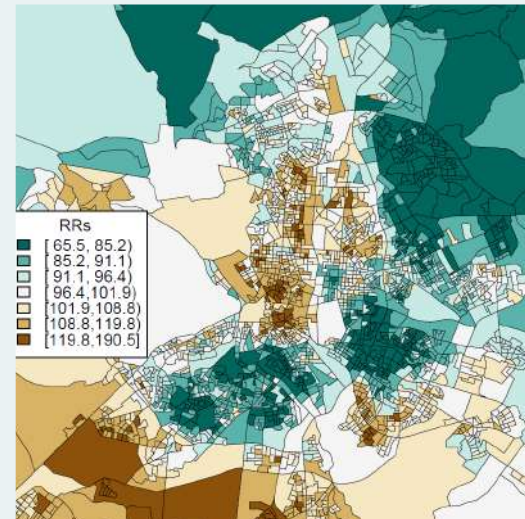 RRs
[ 65.5, 85.2)
[ 85.2, 91.1)
[ 91.1, 96.4)
[ 96.4,101.9)
[101.9,108.8)
[108.8,119.8)
[119.8,190.5]